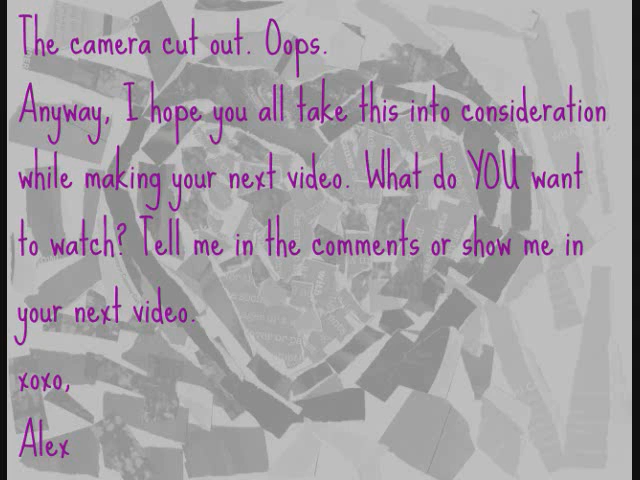 The camera cut out. Oops.
Anyway, I hope you all take this into consideration
while making your next video. What do YOU want
to watch? Tell me in the comments or show me in
your next video.
xoxo,
Alex